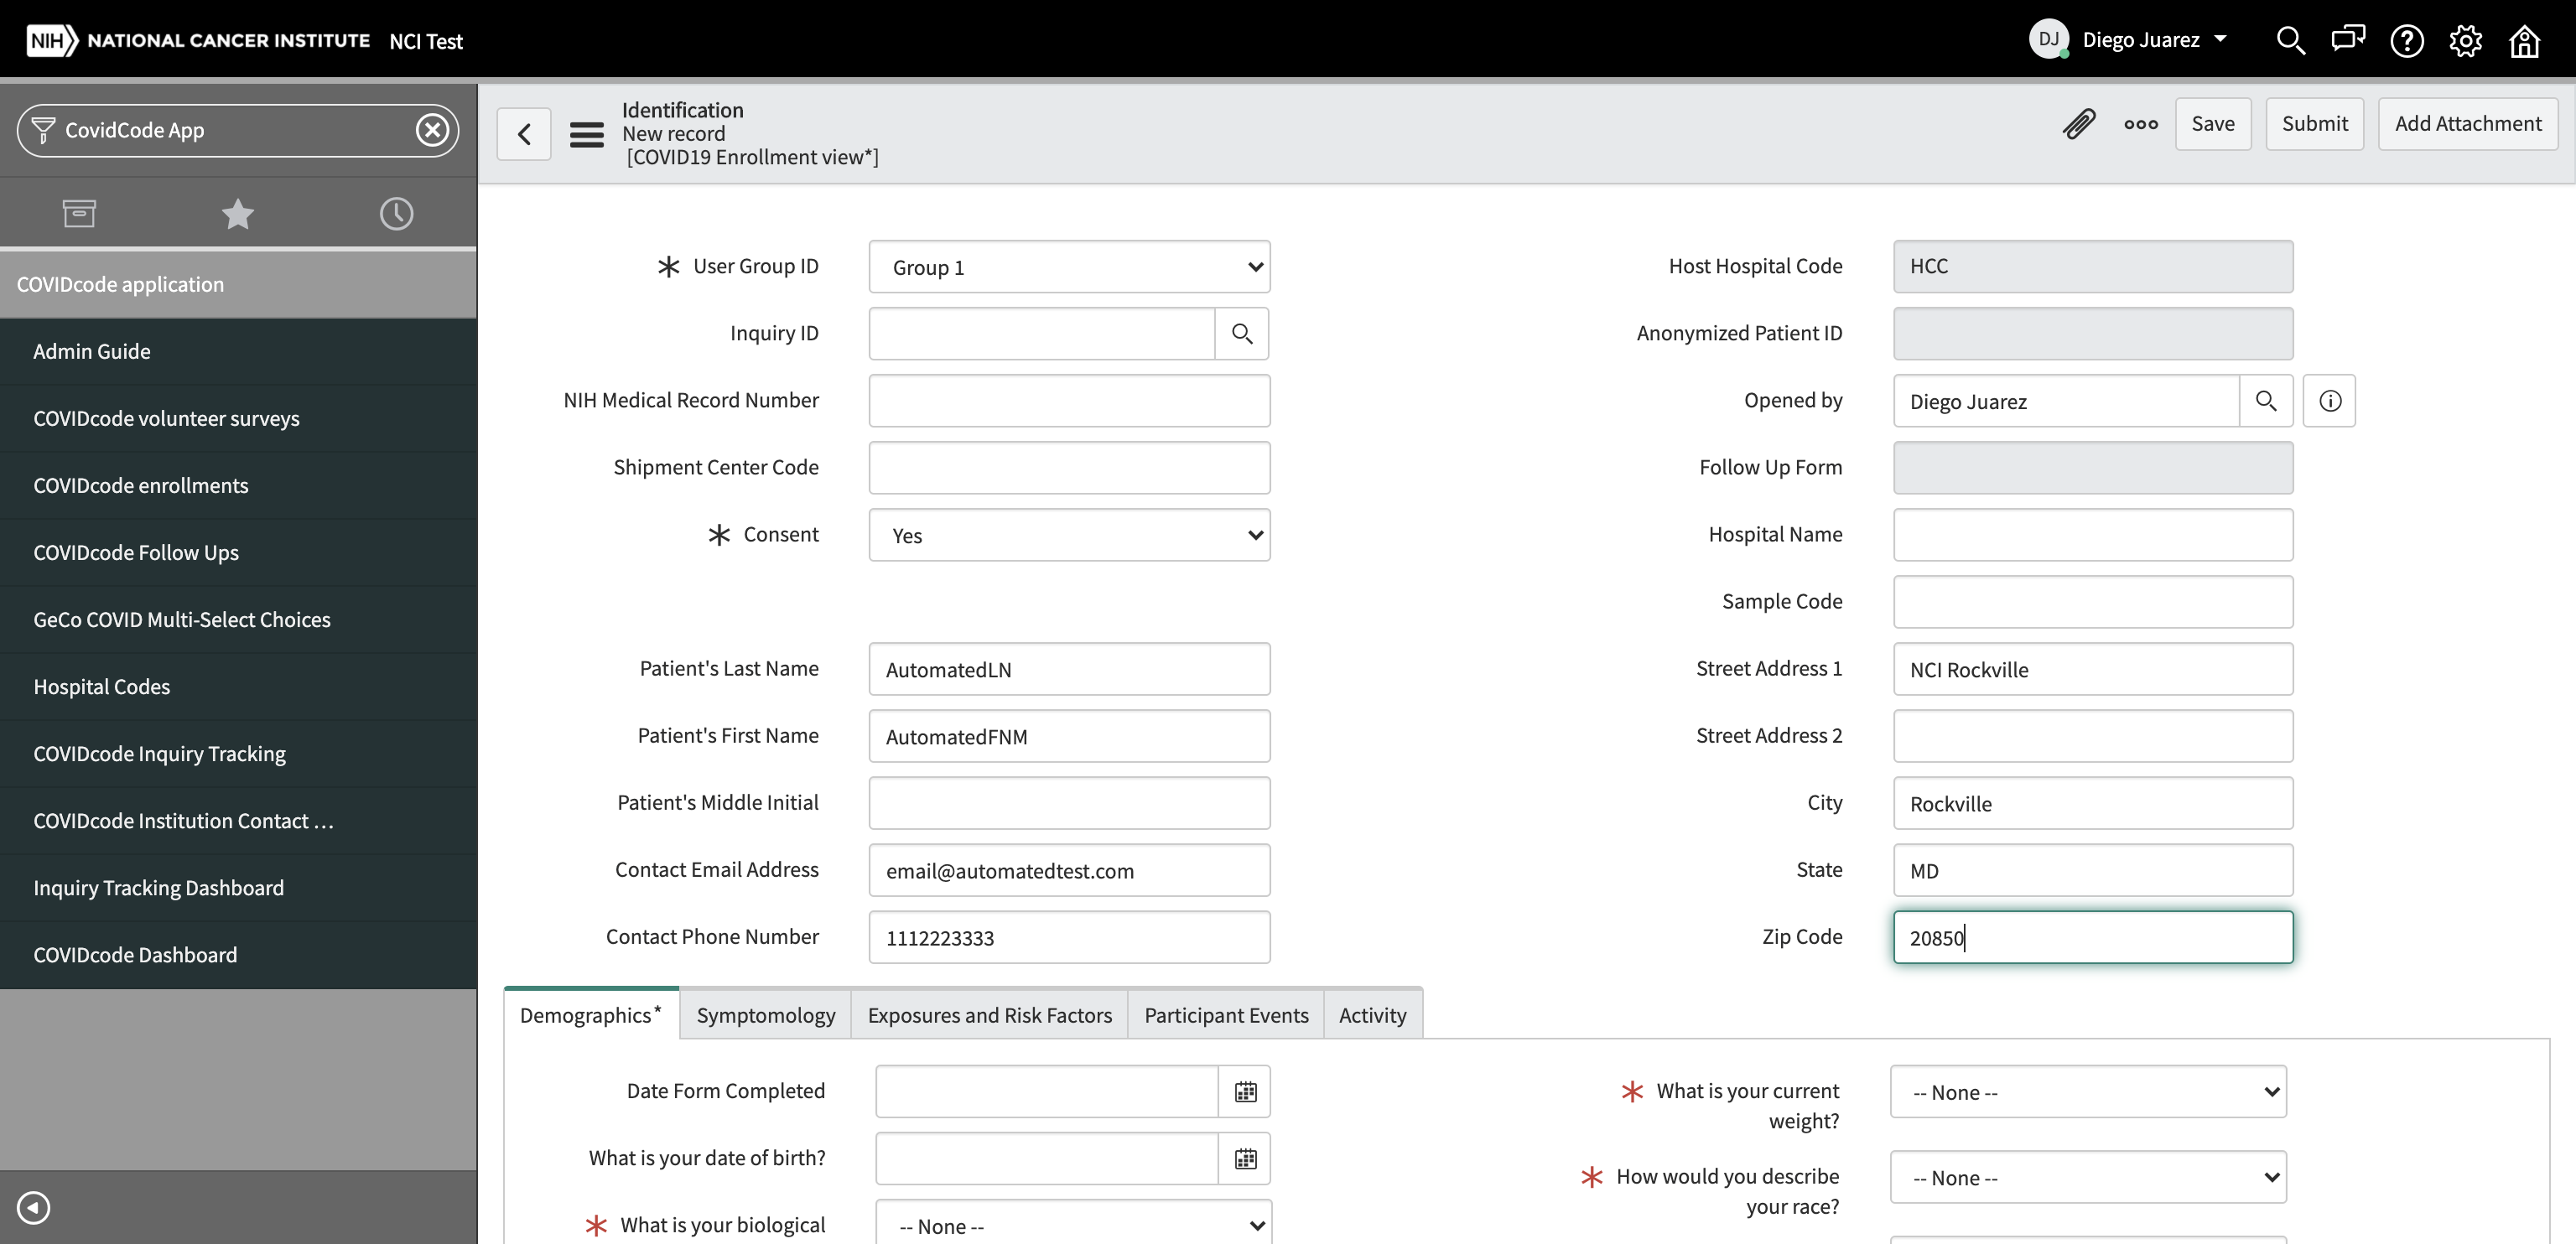 NIH NATIONAL CANCER INSTITUTE NCI Test
DJ Diego Juarez
CovidCode App
COVIDcode application
Admin Guide
COVIDcode volunteer surveys
COVIDcode enrollments
COVIDcode Follow Ups
GeCo COVID Multi-Select Choices
Hospital Codes
COVIDcode Inquiry Tracking
COVIDcode Institution Contact ...
Inquiry Tracking Dashboard
COVIDcode Dashboard
Identification
New record
[COVID19 Enrollment view*]
Save Submit Add Attachment
User Group ID Group 1
Inquiry ID
NIH Medical Record Number
Shipment Center Code
Consent Yes
Patient's Last Name AutomatedLN
Patient's First Name AutomatedFNM
Patient's Middle Initial
Contact Email Address email@automatedtest.com
Contact Phone Number 1112223333
Host Hospital Code HCC
Anonymized Patient ID
Opened by Diego Juarez
Follow Up Form
Hospital Name
Sample Code
Street Address 1 NCI Rockville
Street Address 2
City Rockville
State MD
Zip Code 20850
Demographics* Symptomology Exposures and Risk Factors Participant Events Activity
Date Form Completed
What is your date of birth?
What is your biological -- None --
What is your current -- None --
weight?
How would you describe -- None --
your race?